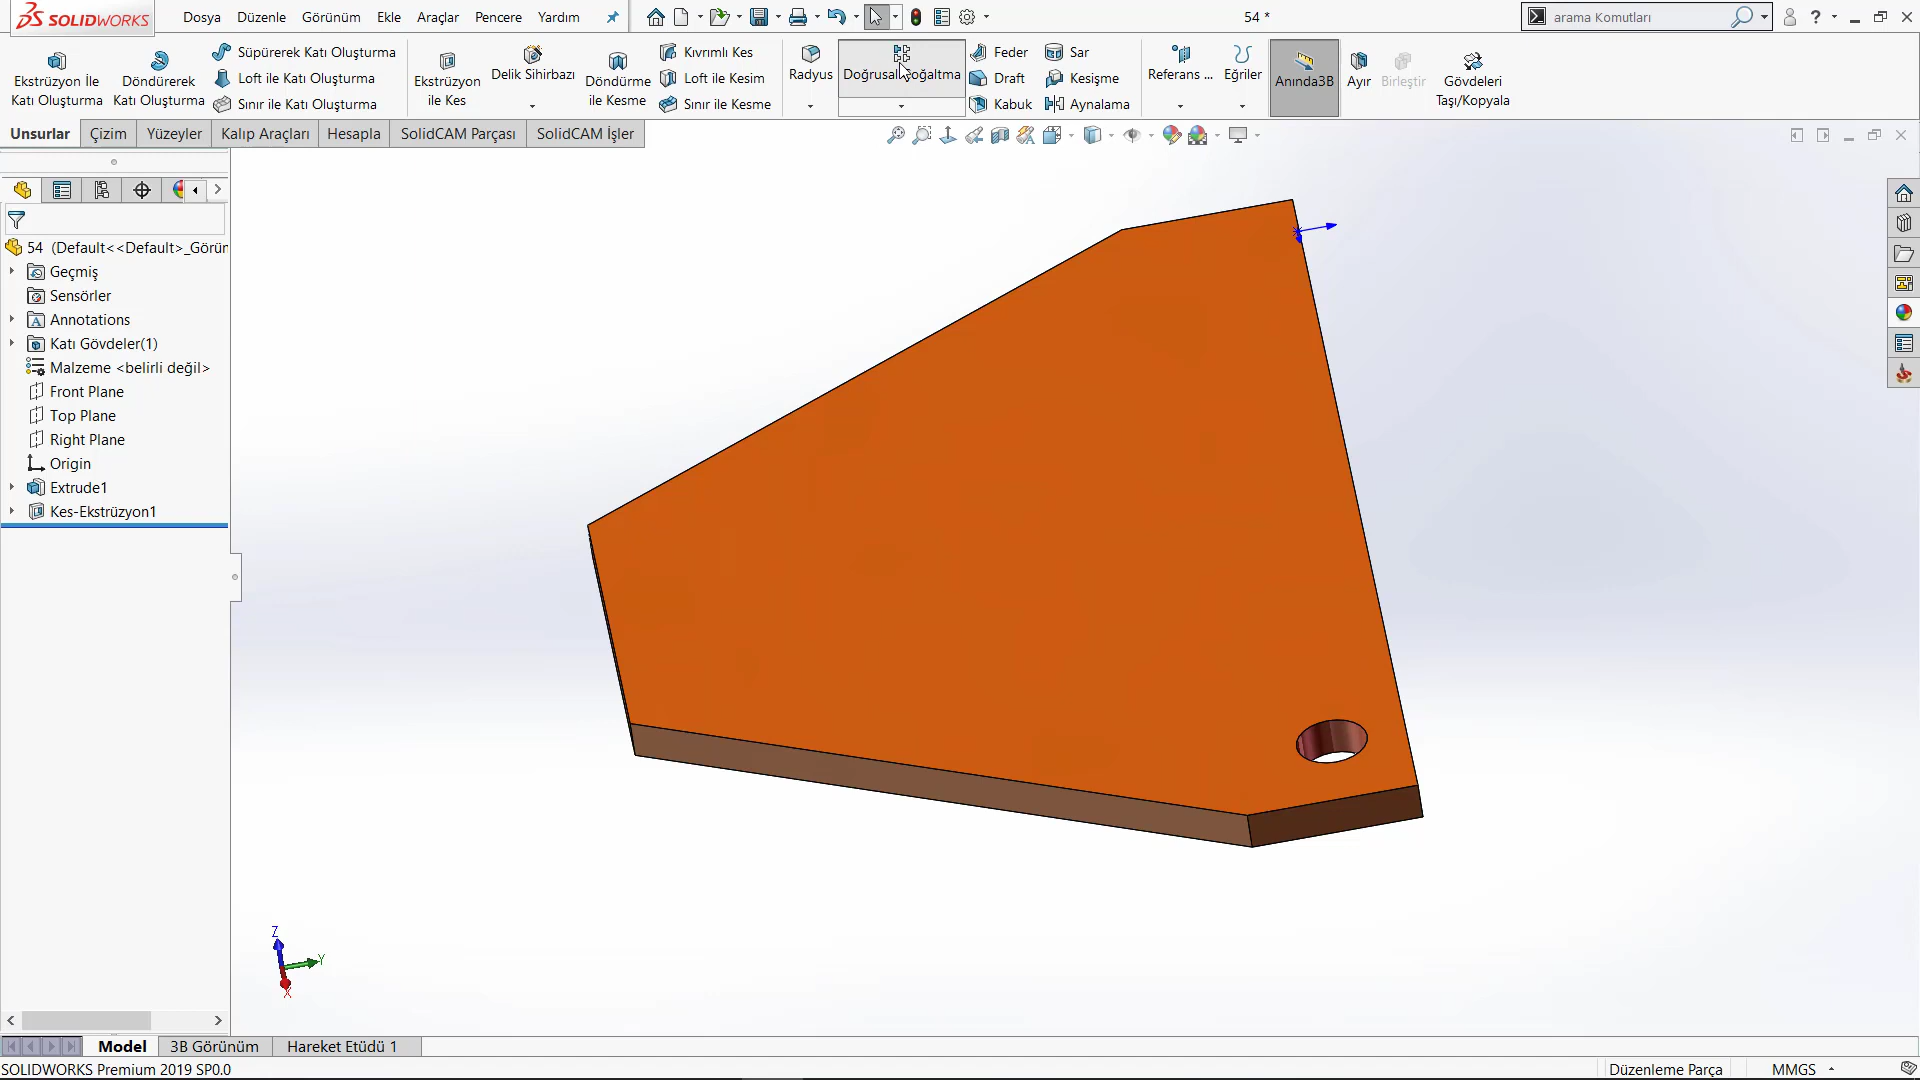 SOLIDWORKS
Dosya Düzenle Görünüm Ekle Araçlar Pencere Yardım
54 *
arama Komutları
?
Ekstrüzyon İle
Katı Oluşturma
Döndürerek
Katı Oluşturma
Süpürerek Katı Oluşturma
Loft ile Katı Oluşturma
Sınır ile Katı Oluşturma
Ekstrüzyon
ile Kes
Delik Sihirbazı
Döndürme
ile Kesme
Kıvrımlı Kes
Loft ile Kesim
Sınır ile Kesme
Radyus
Doğrusal Çoğaltma
Feder
Draft
Kabuk
Sar
Kesişme
Aynalama
Referans ...
Eğriler
Anında3B
Ayır
Birleştir
Gövdeleri
Taşı/Kopyala
Unsurlar Çizim Yüzeyler Kalıp Araçları Hesapla SolidCAM Parçası SolidCAM İşler
54 (Default<<Default>_Görün
Geçmiş
Sensörler
Annotations
Katı Gövdeler(1)
Malzeme <belirli değil>
Front Plane
Top Plane
Right Plane
Origin
Extrude1
Kes-Ekstrüzyon1
Z
Y
X
Model 3B Görünüm Hareket Etüdü 1
SOLIDWORKS Premium 2019 SP0.0
Düzenleme Parça
MMGS